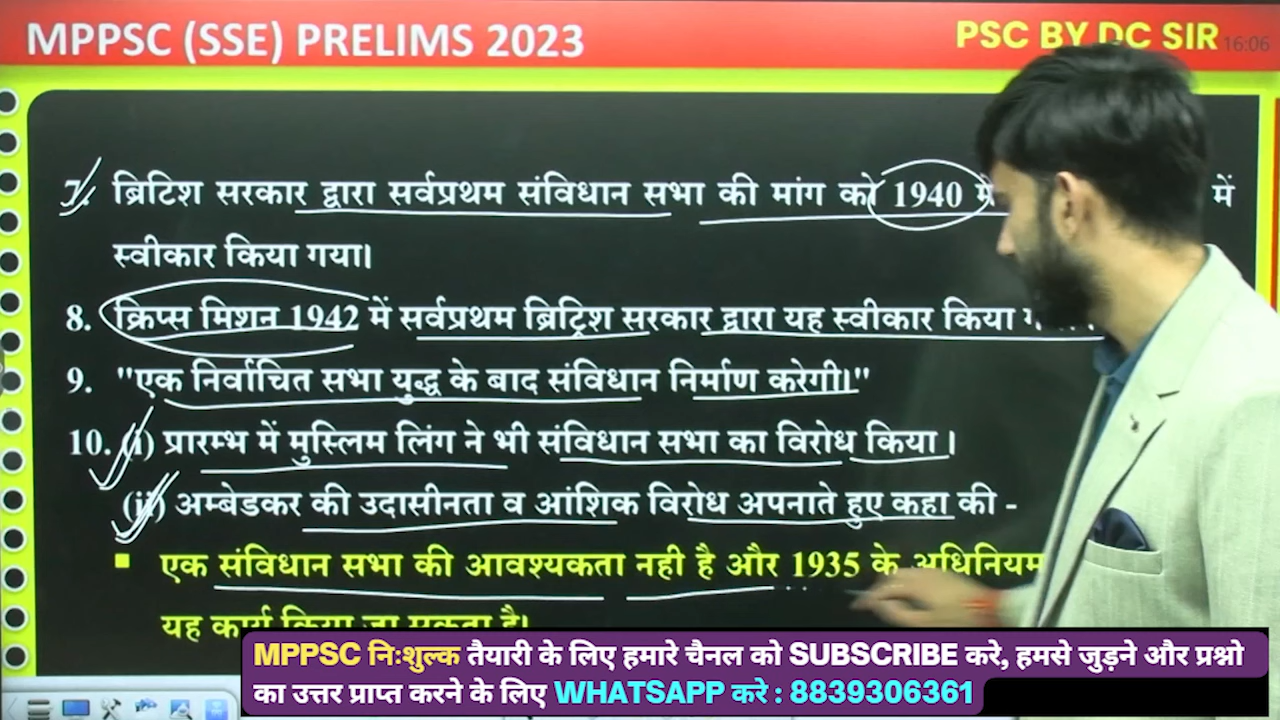 MPPSC (SSE) PRELIMS 2023
PSC BY DC SIR
16:06
7. ब्रिटिश सरकार द्वारा सर्वप्रथम संविधान सभा की मांग को 1940 में में
स्वीकार किया गया।
8. क्रिप्स मिशन 1942 में सर्वप्रथम ब्रिट्रिश सरकार द्वारा यह स्वीकार किया
9. "एक निर्वाचित सभा युद्ध के बाद संविधान निर्माण करेगी।"
10. (i) प्रारम्भ में मुस्लिम लिंग ने भी संविधान सभा का विरोध किया।
(ii) अम्बेडकर की उदासीनता व आंशिक विरोध अपनाते हुए कहा की -
एक संविधान सभा की आवश्यकता नही है और 1935 के अधिनियम
यह कार्य किया जा सकता है।
MPPSC निःशुल्क तैयारी के लिए हमारे चैनल को SUBSCRIBE करे, हमसे जुड़ने और प्रश्नो
का उत्तर प्राप्त करने के लिए WHATSAPP करे : 8839306361